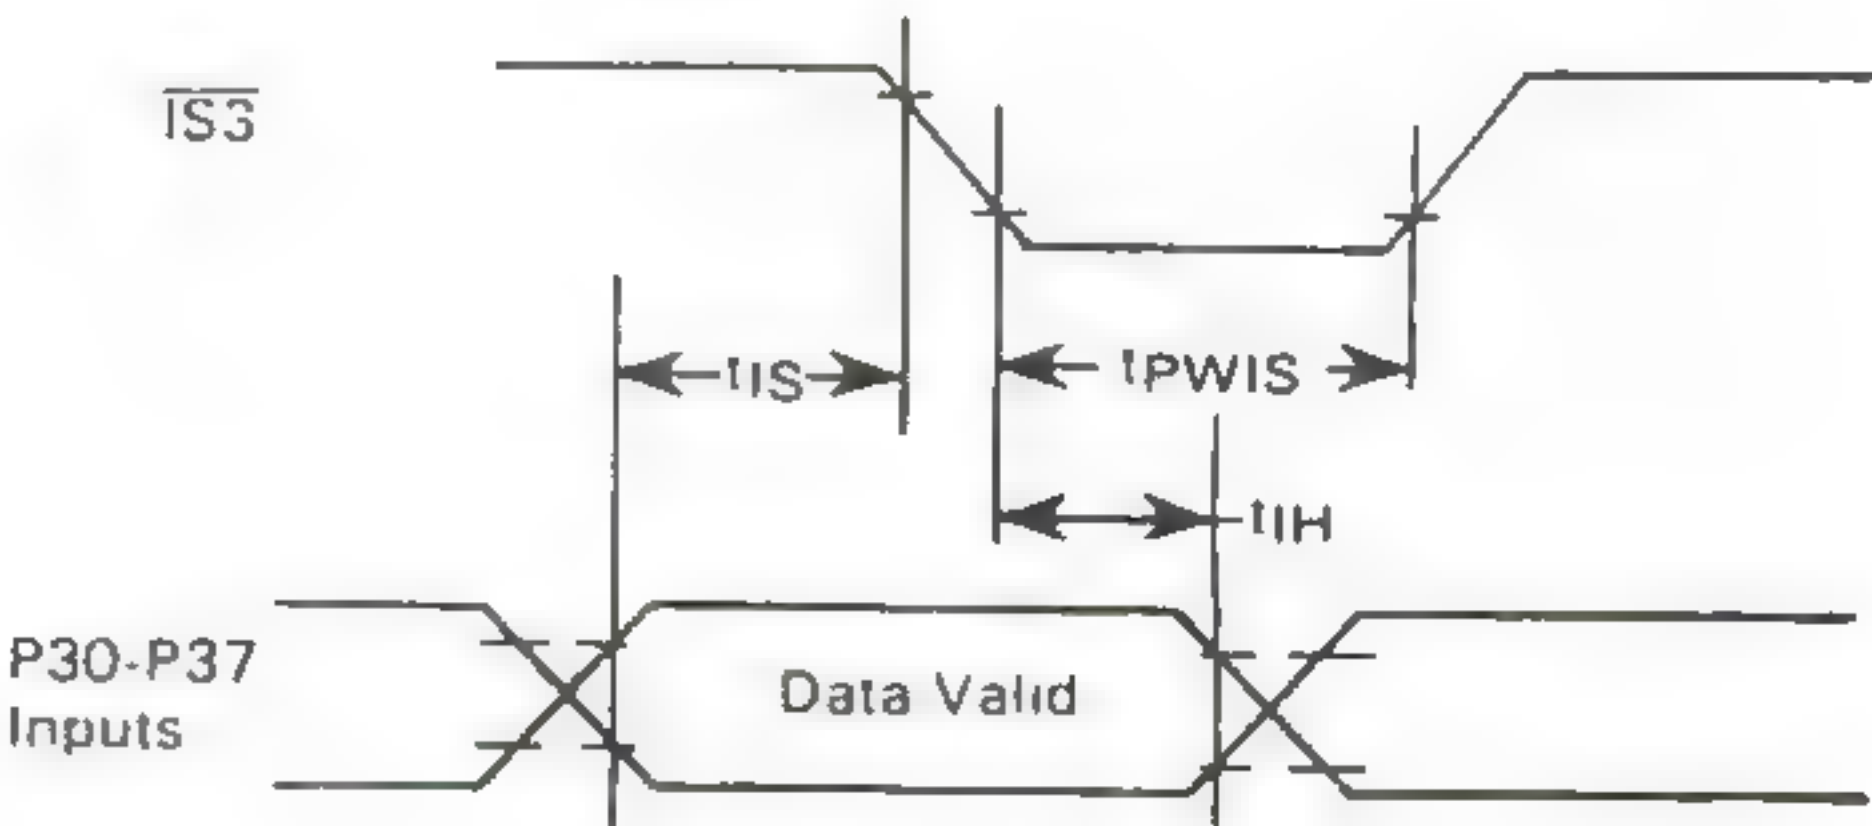 IS3
tIS
tPWIS
tIH
P30-P37
Inputs
Data Valid